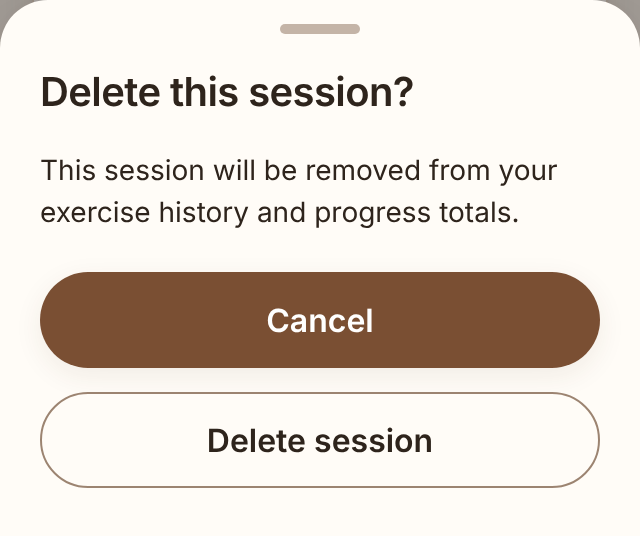 Delete this session?
This session will be removed from your
exercise history and progress totals.
Cancel
Delete session